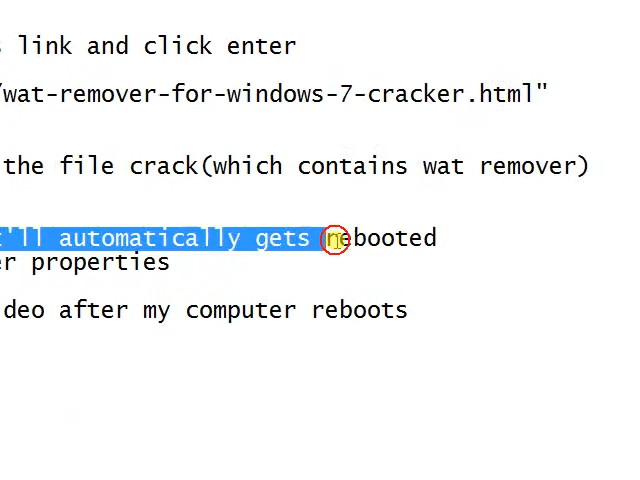 link and click enter
/wat-remover-for-windows-7-cracker.html"
the file crack(which contains wat remover)
t'll automatically gets rebooted
er properties
deo after my computer reboots